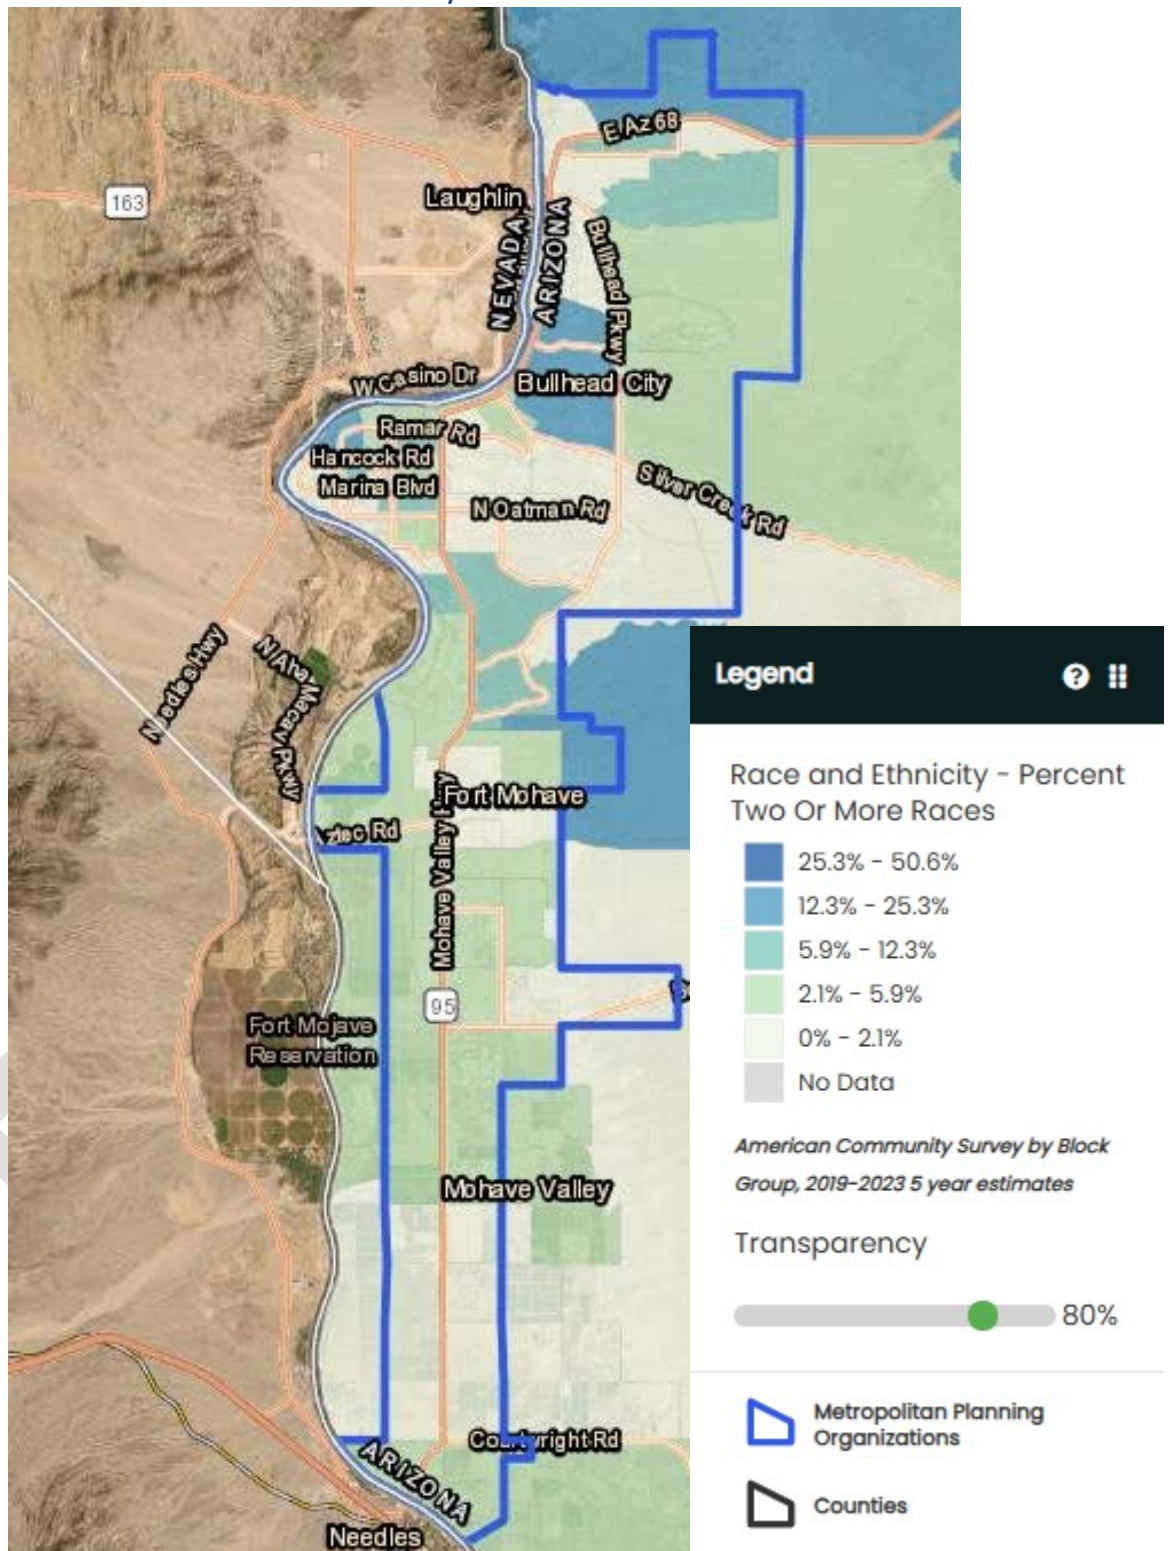 E Az 68
163
Laughlin
NEVADA
ARIZONA
Bullhead Pkwy
W Casino Dr
Bullhead City
Ramar Rd
Hancock Rd
Marina Blvd
Silver Creek Rd
N Oatman Rd
Needles Hwy
N Aha Macav Pkwy
Fort Mohave
Aztec Rd
Mohave Valley Hwy
95
Fort Mojave
Reservation
Mohave Valley
Courtwright Rd
ARIZONA
Needles
Legend
?
Race and Ethnicity - Percent
Two Or More Races
25.3% - 50.6%
12.3% - 25.3%
5.9% - 12.3%
2.1% - 5.9%
0% - 2.1%
No Data
American Community Survey by Block
Group, 2019-2023 5 year estimates
Transparency
80%
Metropolitan Planning
Organizations
Counties